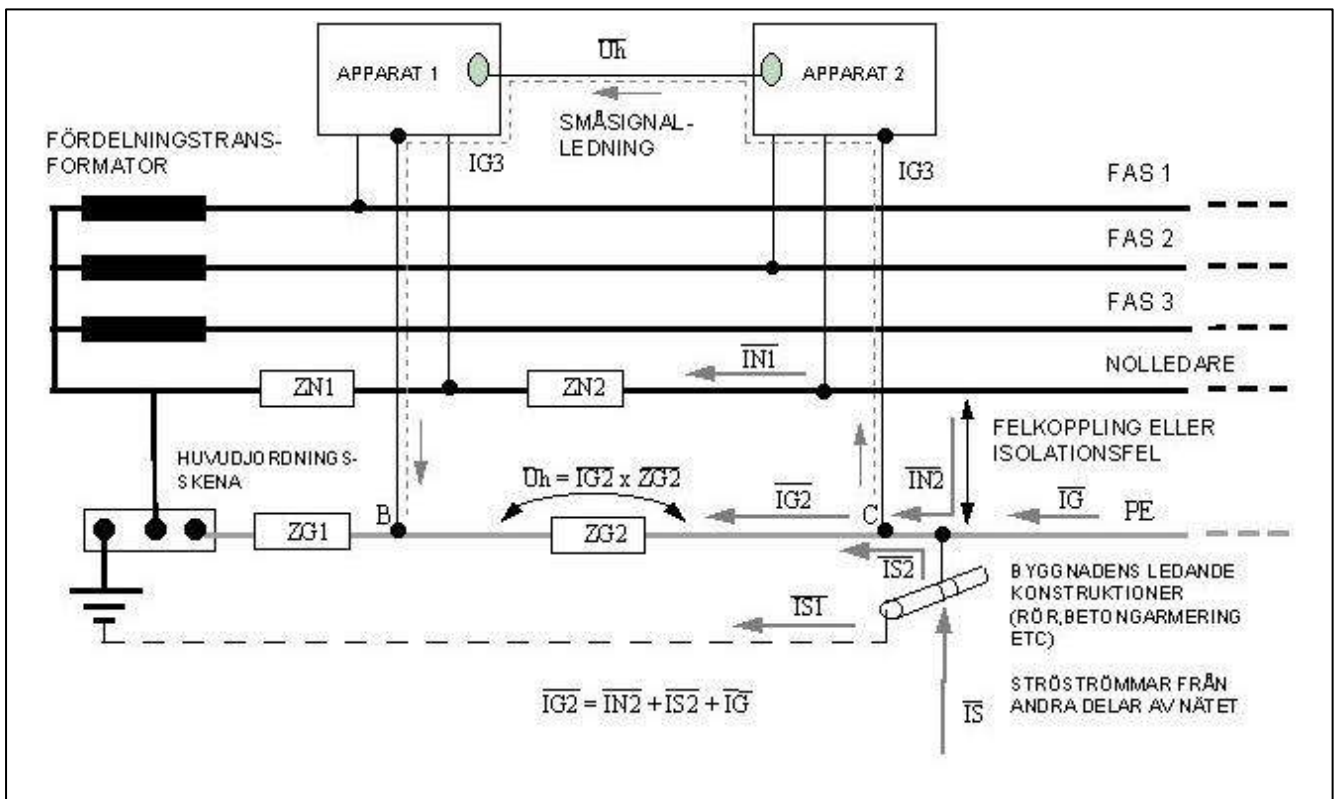 Uh
APPARAT 1
APPARAT 2
SMÅSIGNAL-
LEDNING
FÖRDELNINGSTRANS-
FORMATOR
IG3
IG3
FAS 1
FAS 2
FAS 3
NOLLEDARE
IN1
ZN1
ZN2
HUVUDJORDNINGS-
SKENA
FELKOPPLING ELLER
ISOLATIONSFEL
Uh = IG2 x ZG2
IG2
IN2
IG
PE
B
C
ZG1
ZG2
IS2
IS1
BYGGNADENS LEDANDE
KONSTRUKTIONER
(RÖR,BETONGARMERING
ETC)
IG2 = IN2 + IS2 + IG
IS
STRÖSTRÖMMAR FRÅN
ANDRA DELAR AV NÄTET